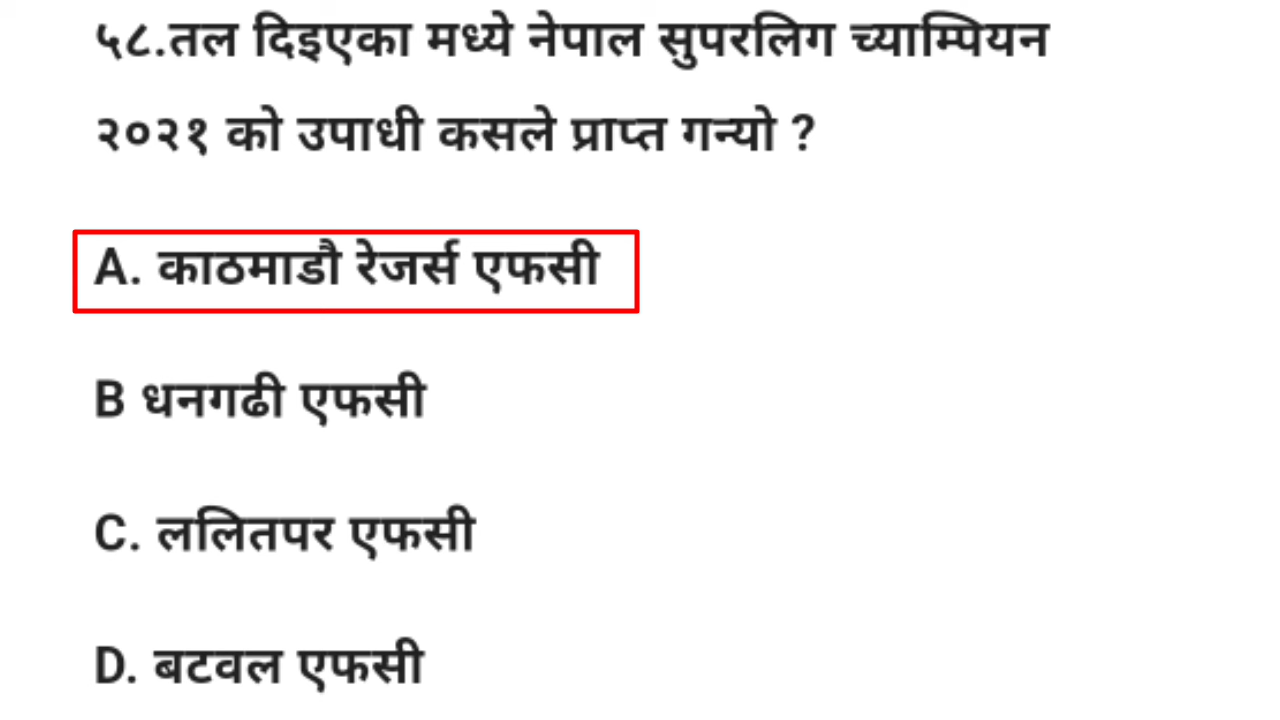 ५८.तल दिइएका मध्ये नेपाल सुपरलिग च्याम्पियन
२०२१ को उपाधी कसले प्राप्त गन्यो ?
A. काठमाडौ रेजर्स एफसी
B धनगढी एफसी
C. ललितपर एफसी
D. बटवल एफसी